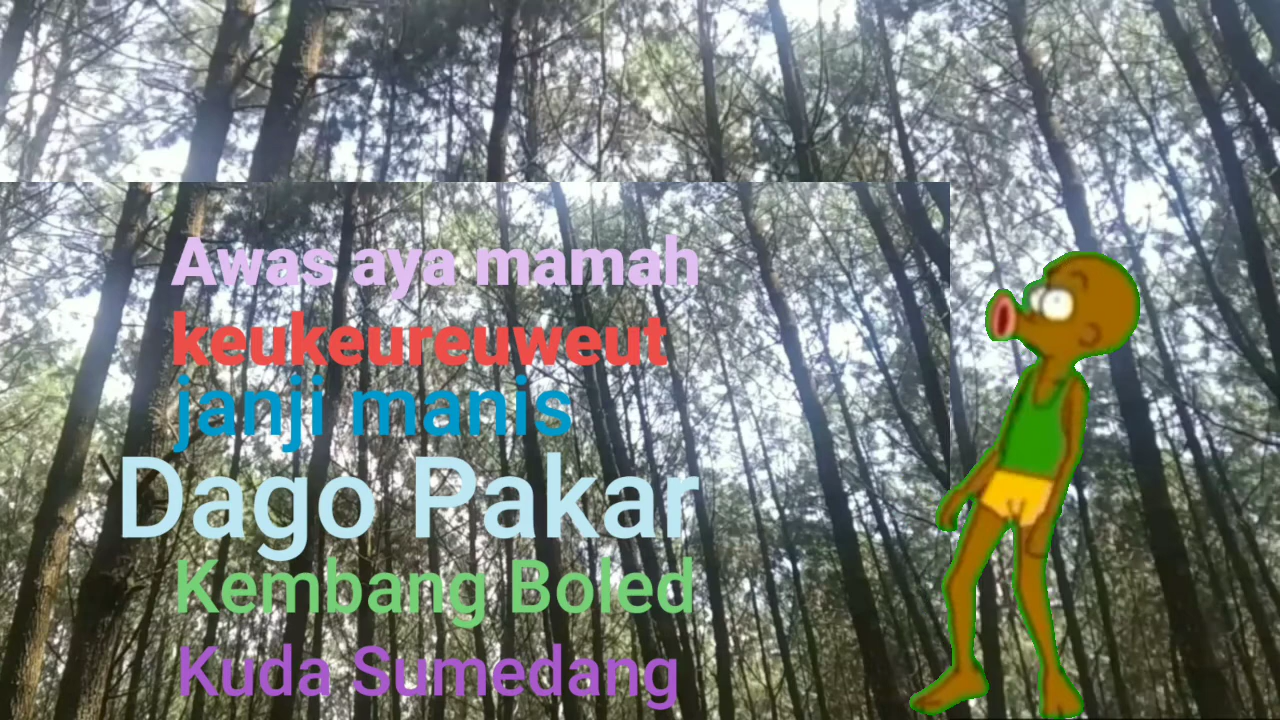 Awas aya mamah
keukeureuweut
janji manis
Dago Pakar
Kembang Boled
Kuda Sumedang